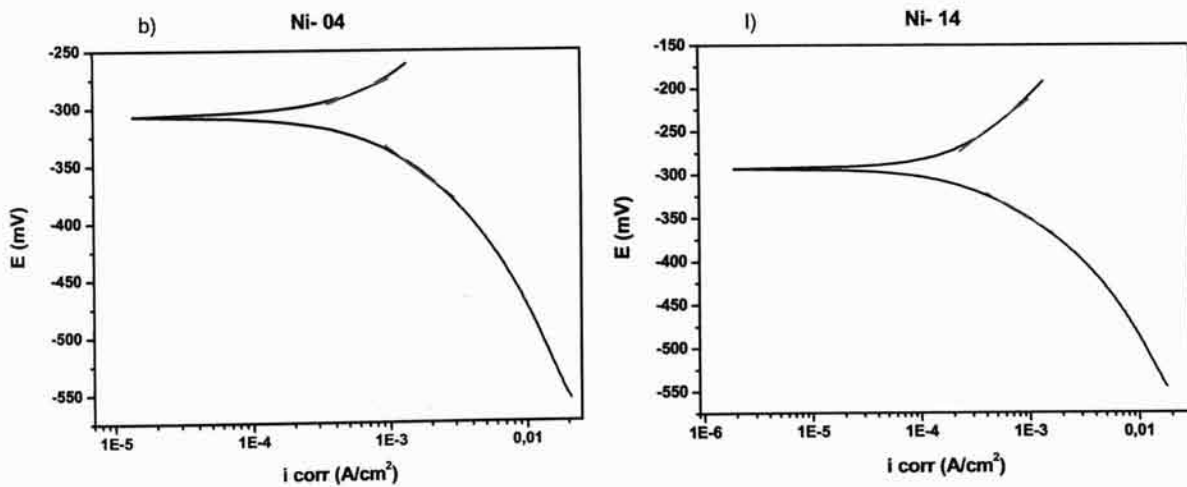 b)
Ni- 04
-250
-300
-350
-400
-450
-500
-550
E (mV)
1E-5
1E-4
1E-3
0,01
i corr (A/cm²)
l)
Ni- 14
-150
-200
-250
-300
-350
-400
-450
-500
-550
E (mV)
1E-6
1E-5
1E-4
1E-3
0,01
i corr (A/cm²)